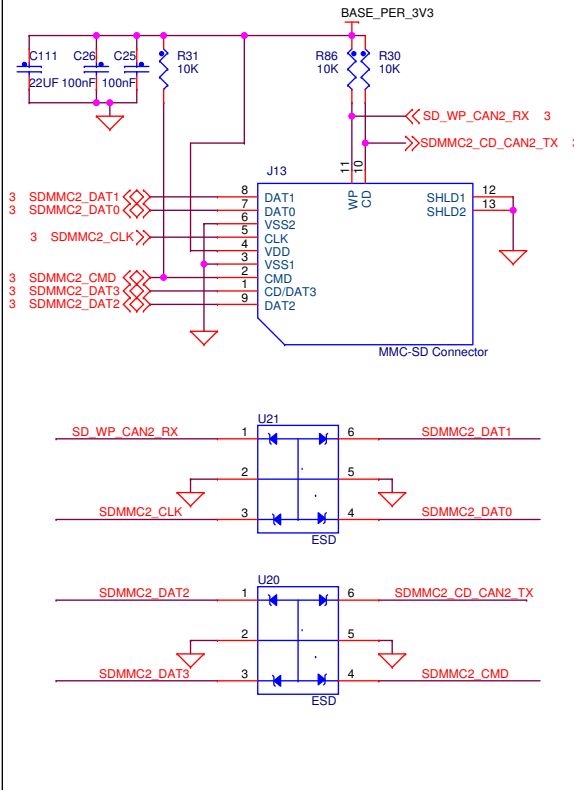 BASE_PER_3V3
C111
C26
C25
R31
10K
R86
10K
R30
10K
22UF
100nF
100nF
SD_WP_CAN2_RX 3
SDMMC2_CD_CAN2_TX
J13
11
10
WP
CD
3 SDMMC2_DAT1
8
DAT1
SHLD1
12
3 SDMMC2_DAT0
7
DAT0
SHLD2
13
6
VSS2
3 SDMMC2_CLK
5
CLK
4
VDD
3
VSS1
3 SDMMC2_CMD
2
CMD
3 SDMMC2_DAT3
1
CD/DAT3
3 SDMMC2_DAT2
9
DAT2
MMC-SD Connector
U21
SD_WP_CAN2_RX
1
6
SDMMC2_DAT1
2
5
SDMMC2_CLK
3
4
SDMMC2_DAT0
ESD
U20
SDMMC2_DAT2
1
6
SDMMC2_CD_CAN2_TX
2
5
SDMMC2_DAT3
3
4
SDMMC2_CMD
ESD